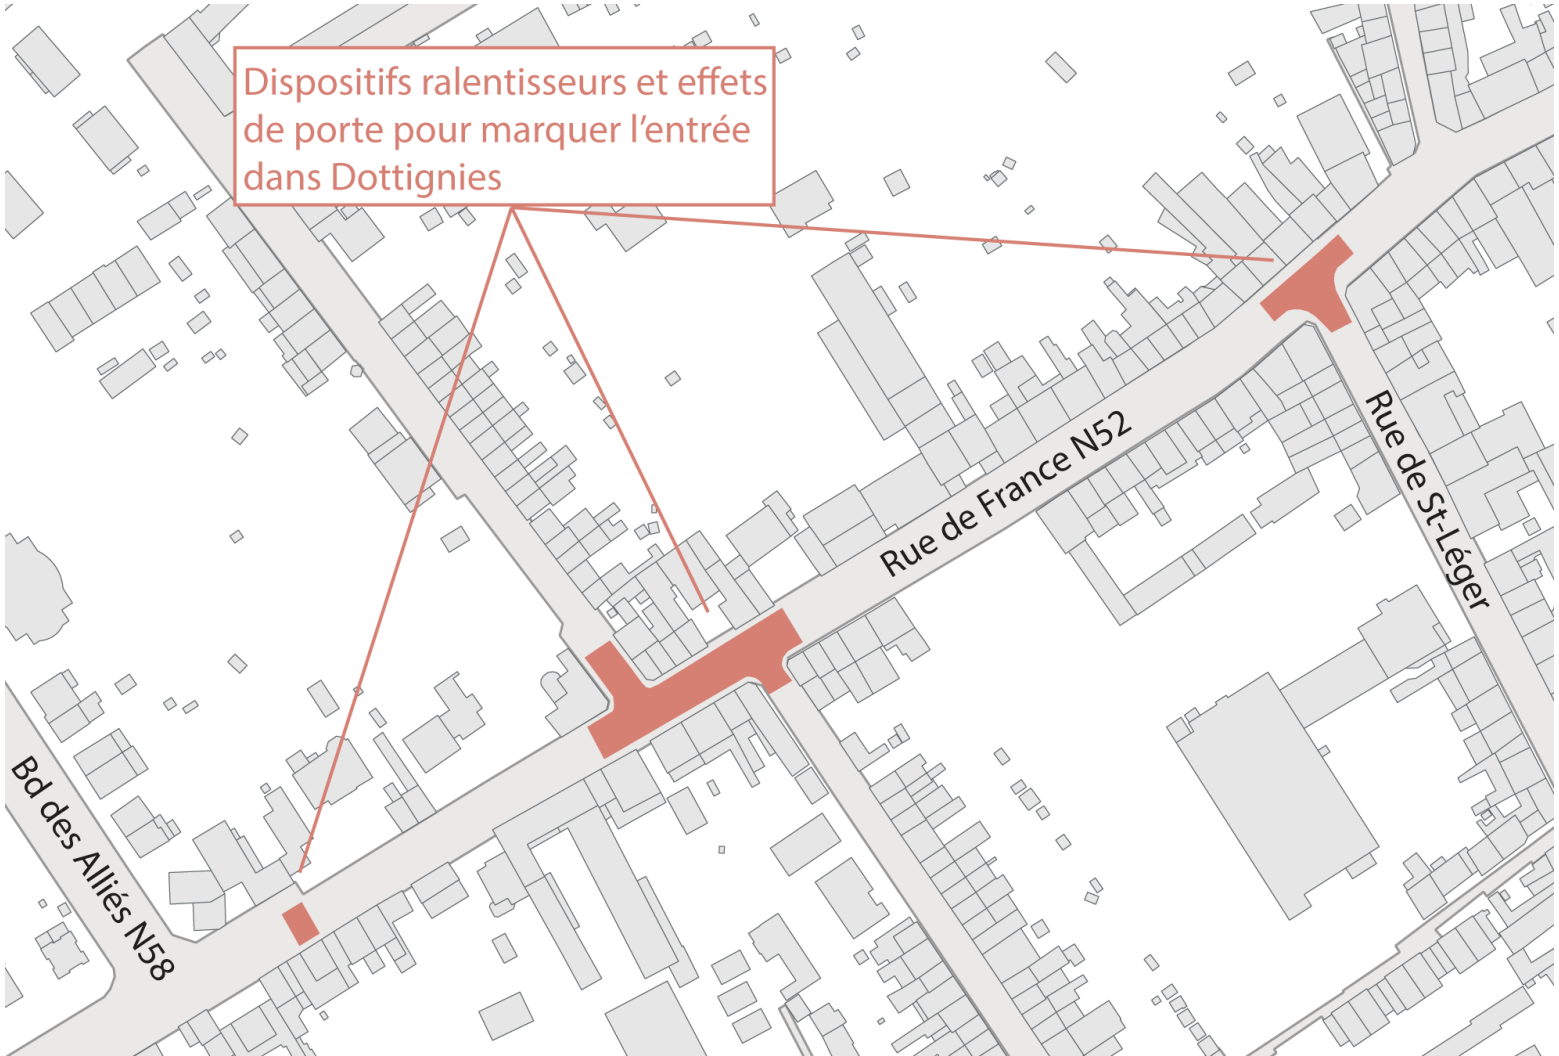 Dispositifs ralentisseurs et effets
de porte pour marquer l'entrée
dans Dottignies
Rue de France N52
Rue de St-Léger
Bd des Alliés N58